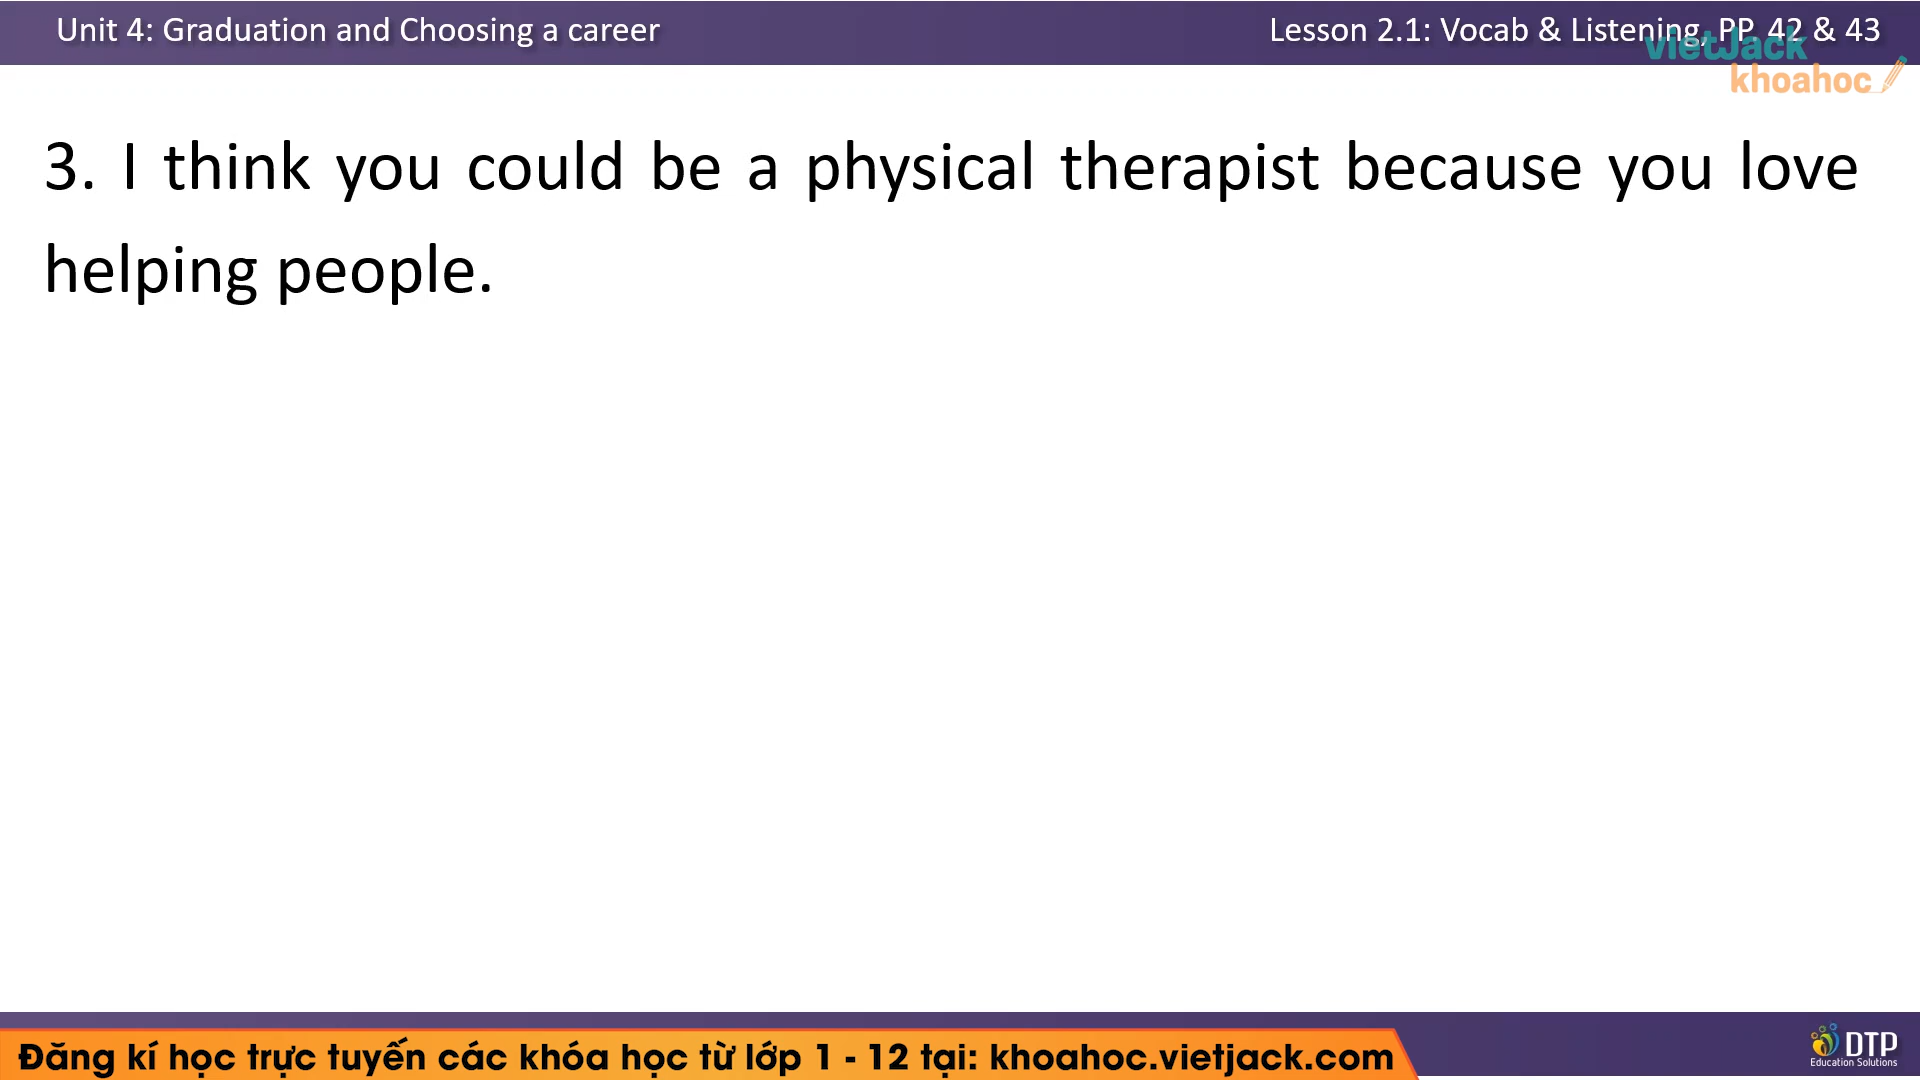 Unit 4: Graduation and Choosing a career
Lesson 2.1: Vocab & Listening, PP. 42 & 43
vietJack
khoahoc
3. I think you could be a physical therapist because you love
helping people.
Đăng kí học trực tuyến các khóa học từ lớp 1 - 12 tại: khoahoc.vietjack.com
DTP
Education Solutions